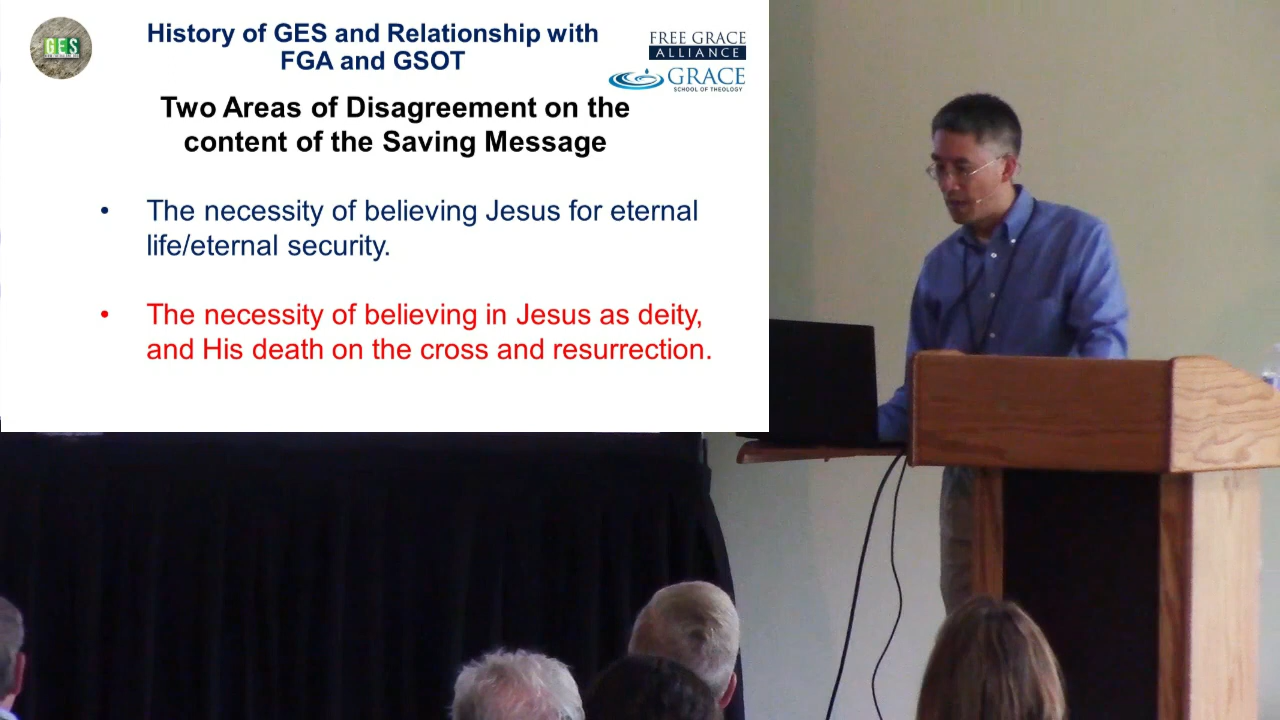 GES
History of GES and Relationship with
FGA and GSOT
FREE GRACE
ALLIANCE
GRACE
SCHOOL OF THEOLOGY
Two Areas of Disagreement on the
content of the Saving Message
• The necessity of believing Jesus for eternal
life/eternal security.
• The necessity of believing in Jesus as deity,
and His death on the cross and resurrection.